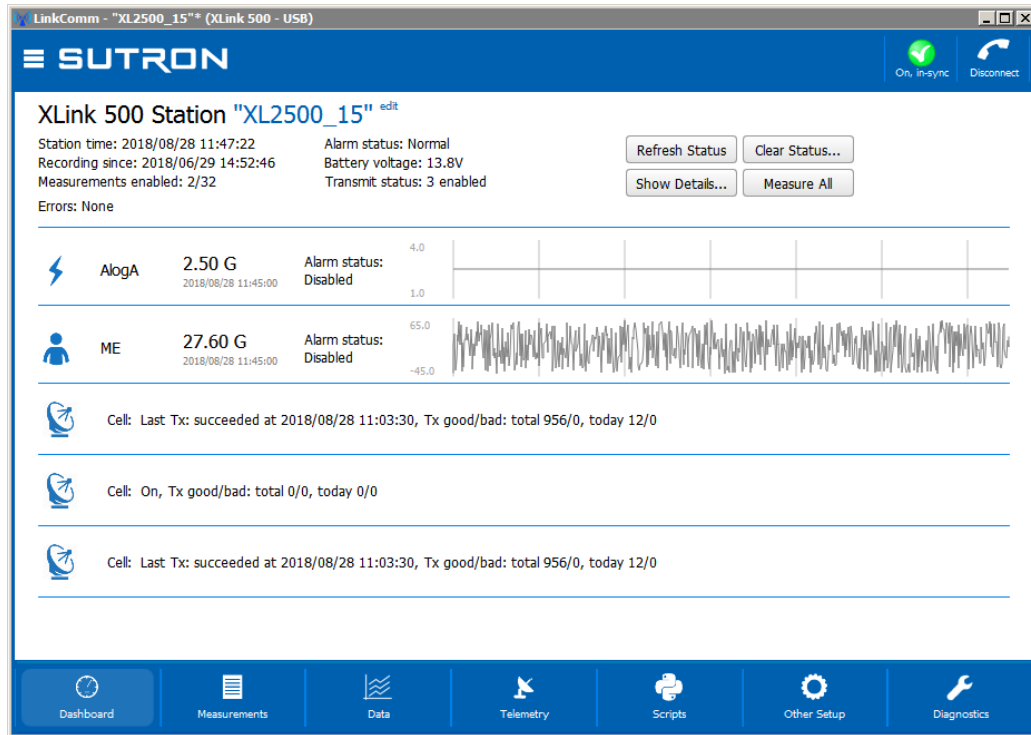 LinkComm - "XL2500_15"* (XLink 500 - USB)
SUTRON
On, in-sync
Disconnect
XLink 500 Station "XL2500_15" edit
Station time: 2018/08/28 11:47:22
Recording since: 2018/06/29 14:52:46
Measurements enabled: 2/32
Errors: None
Alarm status: Normal
Battery voltage: 13.8V
Transmit status: 3 enabled
Refresh Status
Clear Status...
Show Details...
Measure All
AlogA
2.50 G
2018/08/28 11:45:00
Alarm status:
Disabled
4.0
1.0
ME
27.60 G
2018/08/28 11:45:00
Alarm status:
Disabled
65.0
-45.0
Cell: Last Tx: succeeded at 2018/08/28 11:03:30, Tx good/bad: total 956/0, today 12/0
Cell: On, Tx good/bad: total 0/0, today 0/0
Cell: Last Tx: succeeded at 2018/08/28 11:03:30, Tx good/bad: total 956/0, today 12/0
Dashboard
Measurements
Data
Telemetry
Scripts
Other Setup
Diagnostics